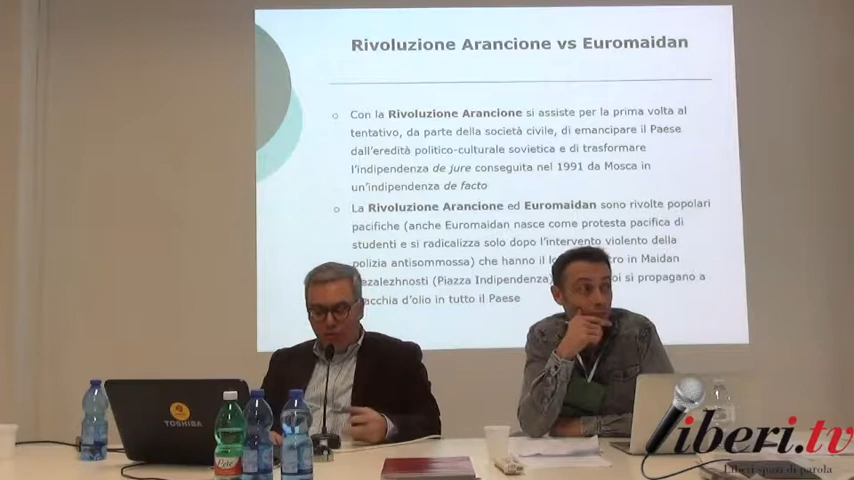 Rivoluzione Arancione vs Euromaidan
Con la Rivoluzione Arancione si assiste per la prima volta al
tentativo, da parte della società civile, di emancipare il Paese
dall'eredità politico-culturale sovietica e di trasformare
l'indipendenza de jure conseguita nel 1991 da Mosca in
un'indipendenza de facto
La Rivoluzione Arancione ed Euromaidan sono rivolte popolari
pacifiche (anche Euromaidan nasce come protesta pacifica di
studenti e si radicalizza solo dopo l'intervento violento della
polizia antisommossa) che hanno il in Maidan
(Piazza l'Indipendenza) si propagano a
d'olio in tutto il Paese
TOSHIBA
liberi.tv
Liberi spazi di parola